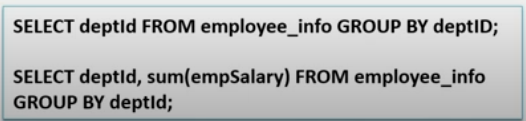 SELECT deptId FROM employee_info GROUP BY deptID;
SELECT deptId, sum(empSalary) FROM employee_info
GROUP BY deptId;